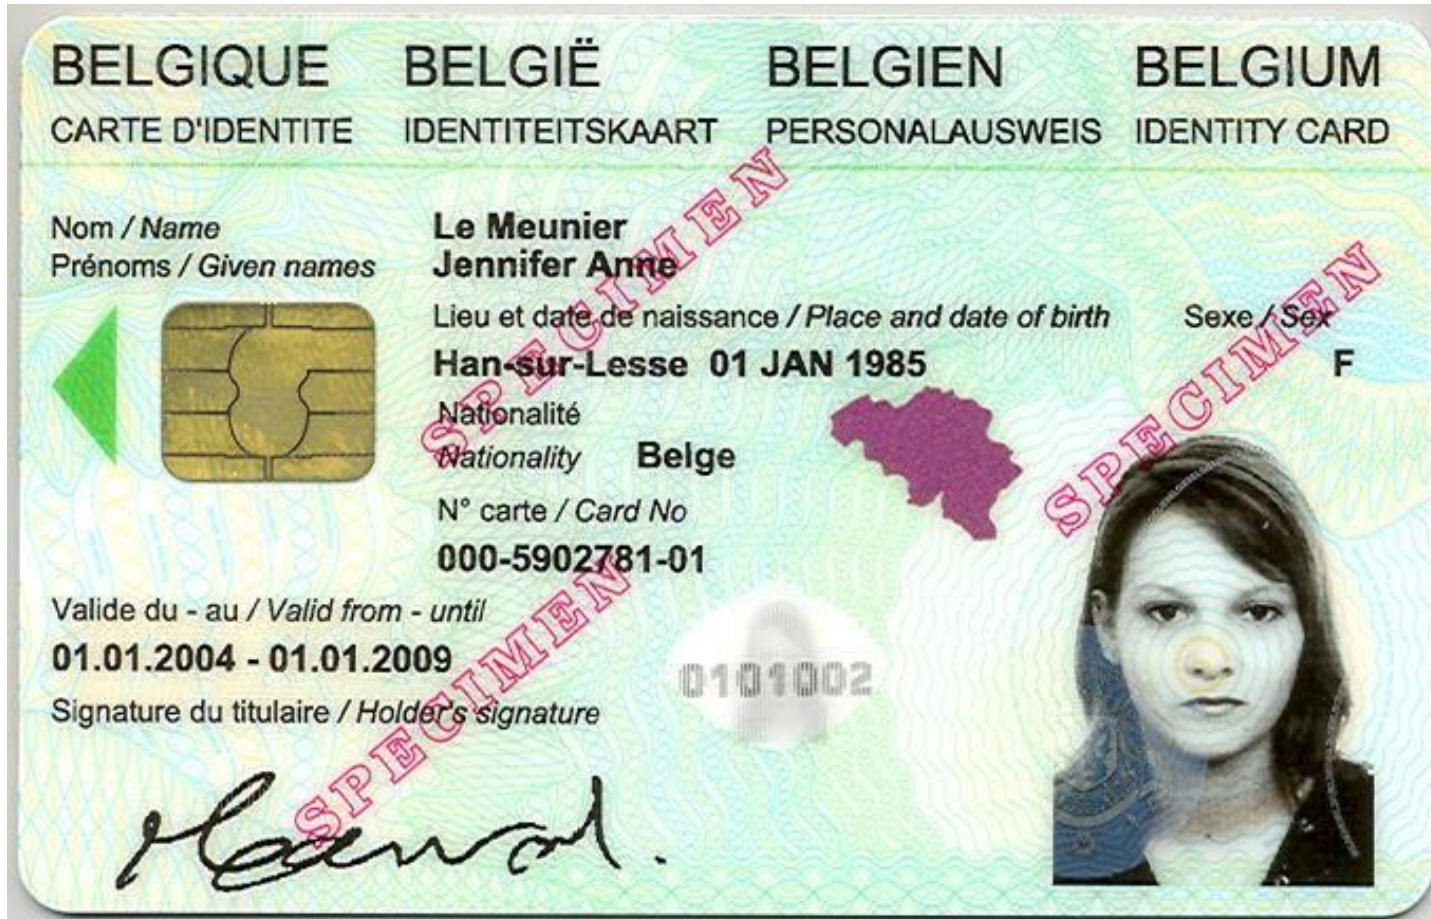 BELGIQUE BELGIË BELGIEN BELGIUM
CARTE D'IDENTITE IDENTITEITSKAART PERSONALAUSWEIS IDENTITY CARD
Nom / Name Le Meunier
Prénoms / Given names Jennifer Anne
Lieu et date de naissance / Place and date of birth Sexe / Sex
Han-sur-Lesse 01 JAN 1985 F
Nationalité
Nationality Belge
N° carte / Card No
000-5902781-01
Valide du - au / Valid from - until
01.01.2004 - 01.01.2009
0101002
Signature du titulaire / Holder's signature
SPECIMEN
SPECIMEN
SPECIMEN